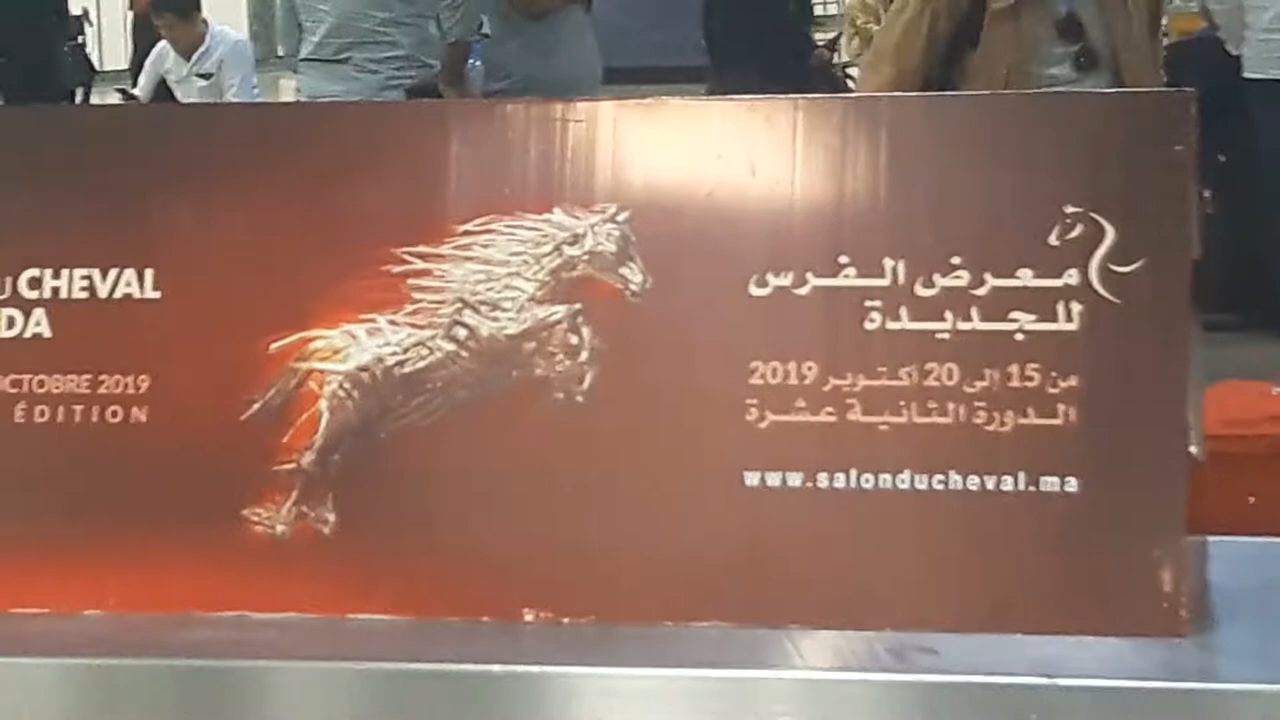 CHEVAL
DA
OCTOBRE 2019
ÉDITION
معرض الفرس
للجديدة
من 15 إلى 20 أكتوبر 2019
الدورة الثانية عشرة
www.salonducheval.ma